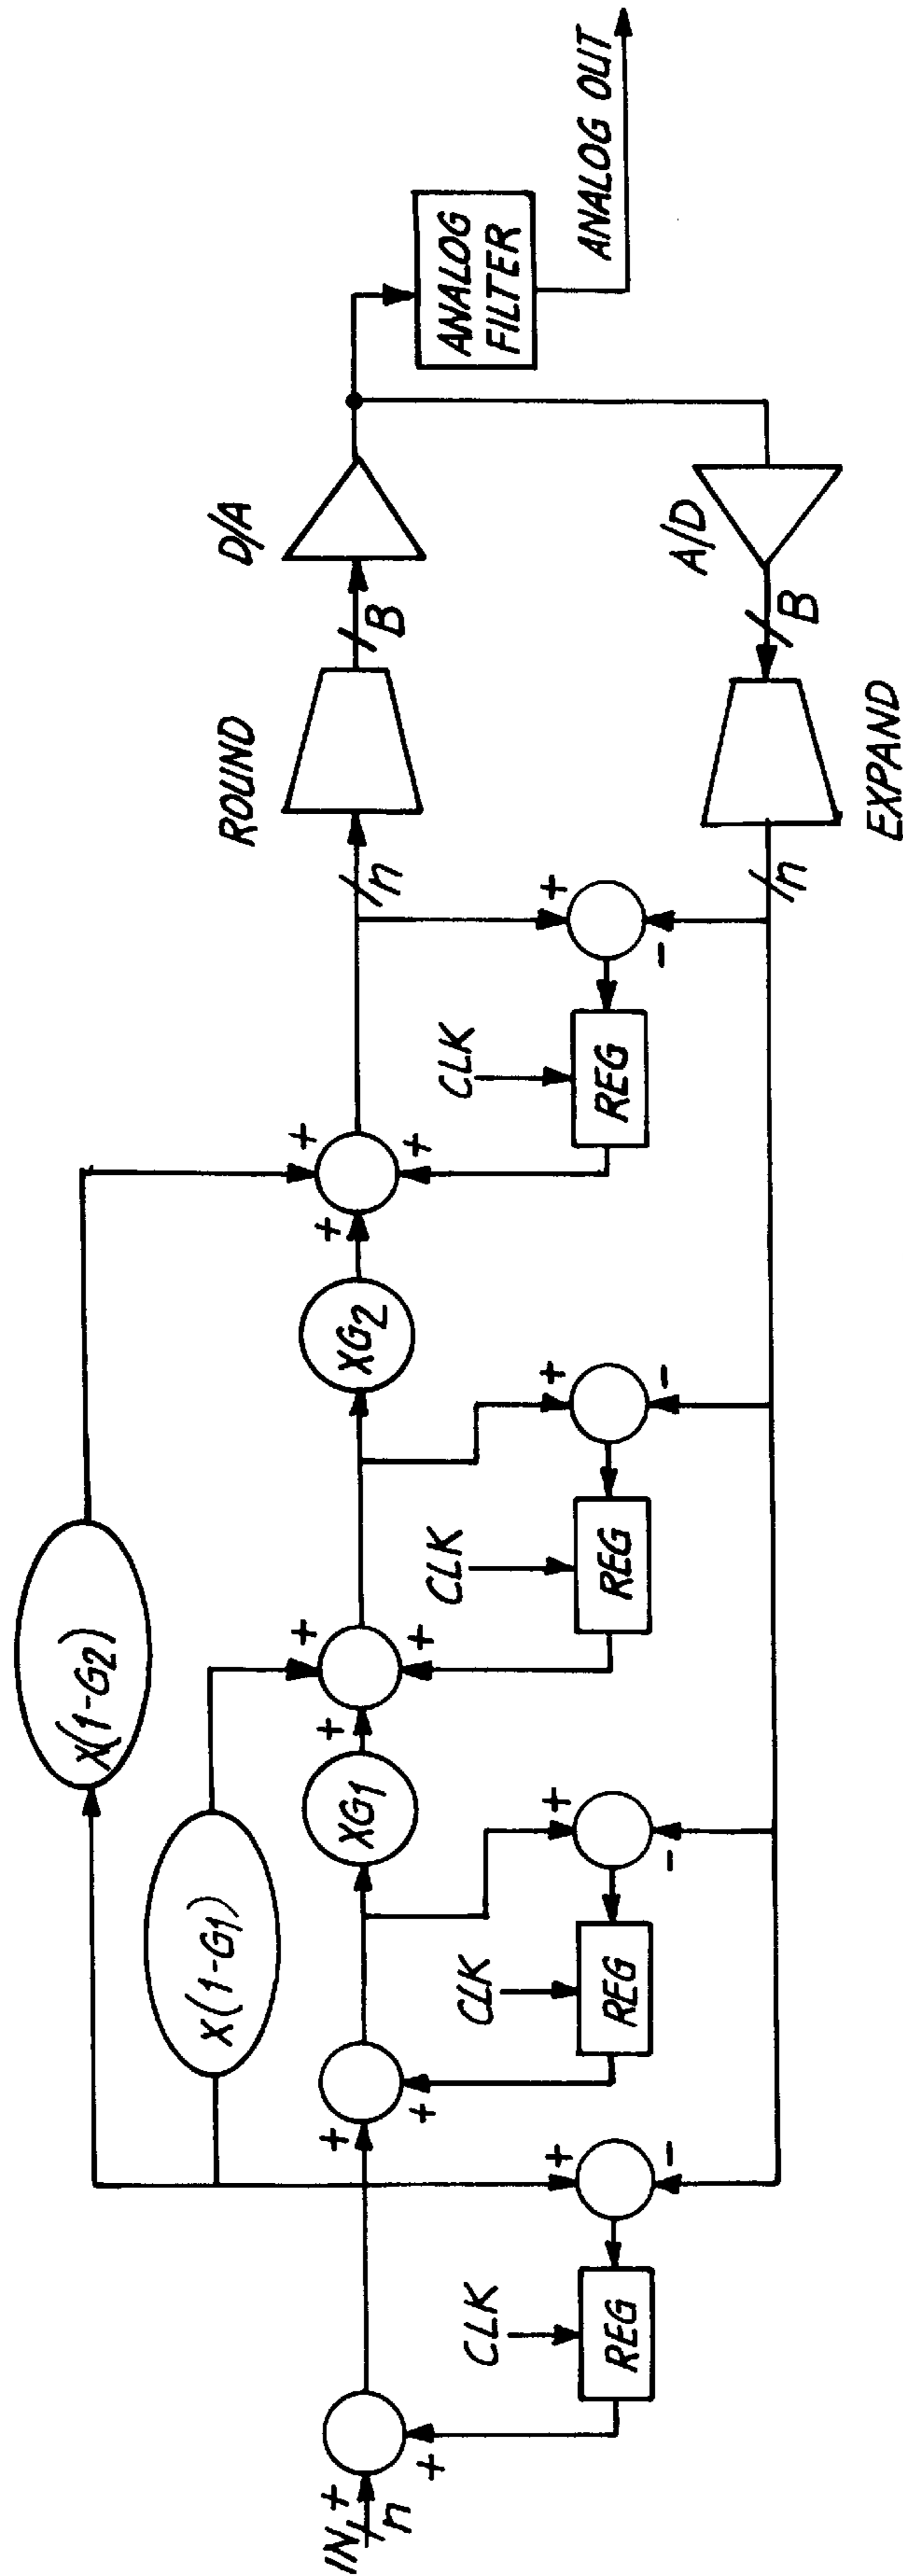 X(1-G2)
X(1-G1)
IN
+
n
+
CLK
REG
+
-
+
+
CLK
REG
+
-
XG1
+
+
+
CLK
REG
+
-
XG2
+
+
+
CLK
REG
+
-
n
ROUND
B
D/A
ANALOG
FILTER
ANALOG OUT
A/D
B
EXPAND
n